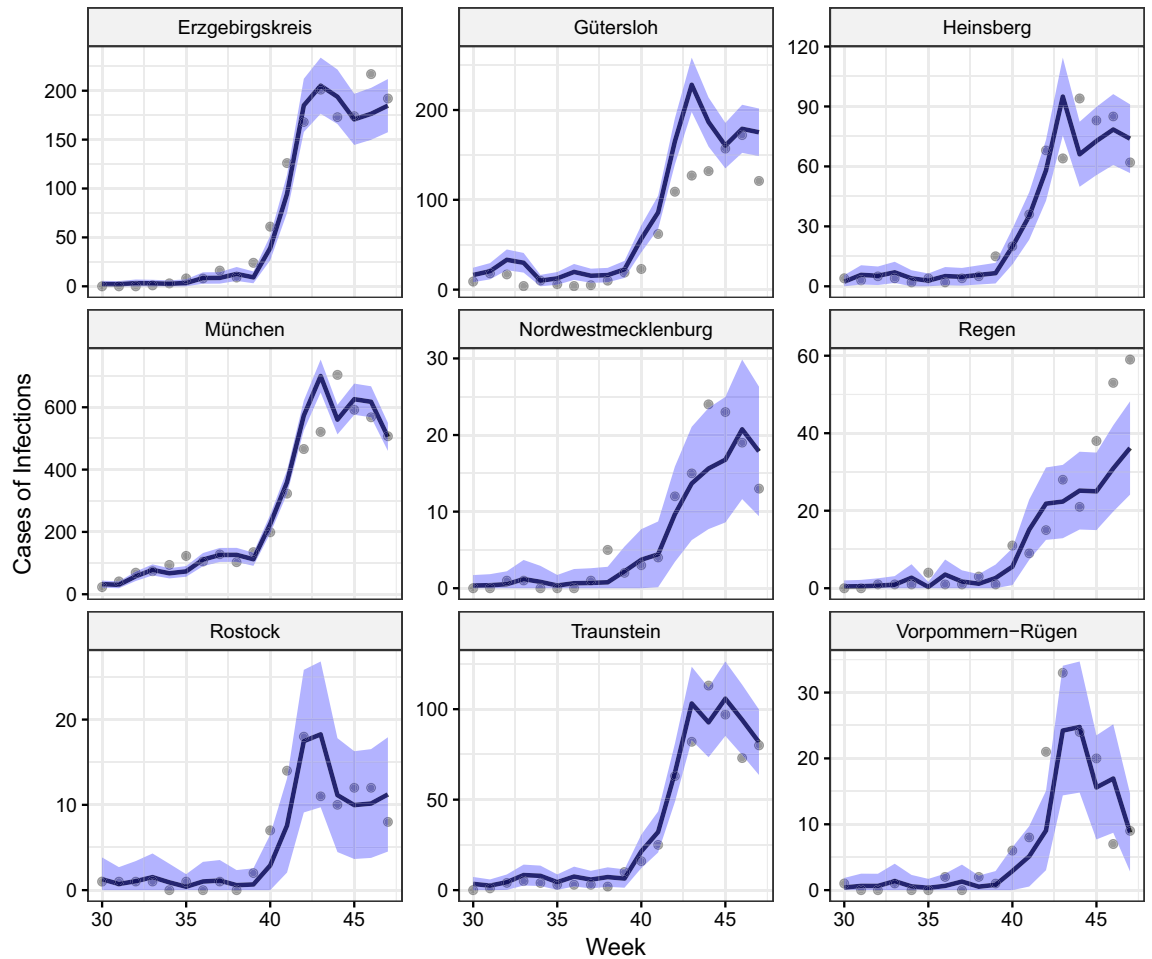 Erzgebirgskreis
Gütersloh
Heinsberg
0
50
100
150
200
0
100
200
0
30
60
90
120
München
Nordwestmecklenburg
Regen
0
200
400
600
0
10
20
30
0
20
40
60
Rostock
Traunstein
Vorpommern−Rügen
0
10
20
0
50
100
0
10
20
30
30 35 40 45
30 35 40 45
30 35 40 45
Week
Cases of Infections